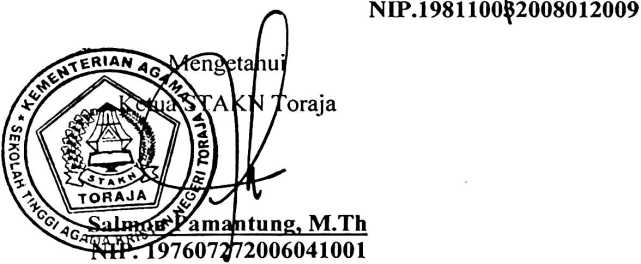 NIP.198110032008012009
Mengetahui
Ketua STAKN Toraja
KEMENTERIAN AGAMA
SEKOLAH TINGGI AGAMA KRISTEN NEGERI TORAJA
STAKN
TORAJA
Salmon Pamantung, M.Th
NIP. 197607272006041001